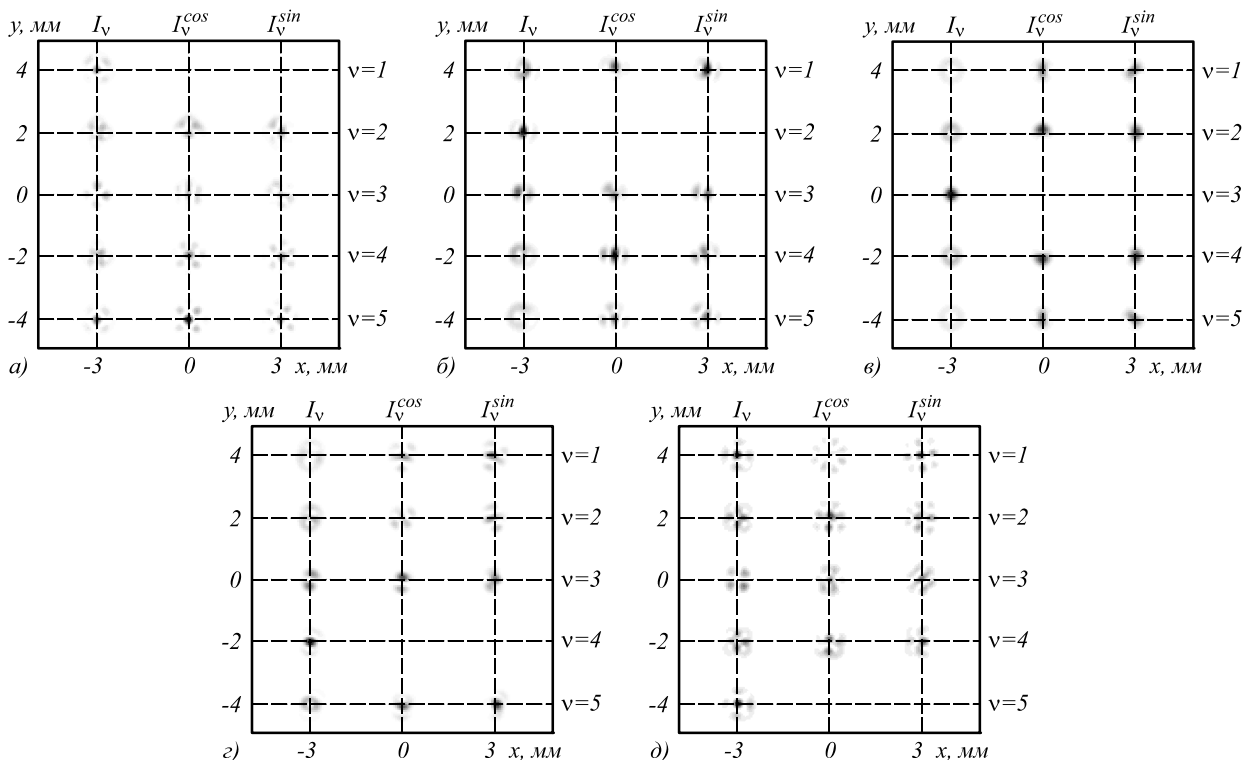 y, мм I_ν I_ν^cos I_ν^sin
4 ν=1
2 ν=2
0 ν=3
-2 ν=4
-4 ν=5
а) -3 0 3 x, мм
y, мм I_ν I_ν^cos I_ν^sin
4 ν=1
2 ν=2
0 ν=3
-2 ν=4
-4 ν=5
б) -3 0 3 x, мм
y, мм I_ν I_ν^cos I_ν^sin
4 ν=1
2 ν=2
0 ν=3
-2 ν=4
-4 ν=5
в) -3 0 3 x, мм
y, мм I_ν I_ν^cos I_ν^sin
4 ν=1
2 ν=2
0 ν=3
-2 ν=4
-4 ν=5
г) -3 0 3 x, мм
y, мм I_ν I_ν^cos I_ν^sin
4 ν=1
2 ν=2
0 ν=3
-2 ν=4
-4 ν=5
д) -3 0 3 x, мм